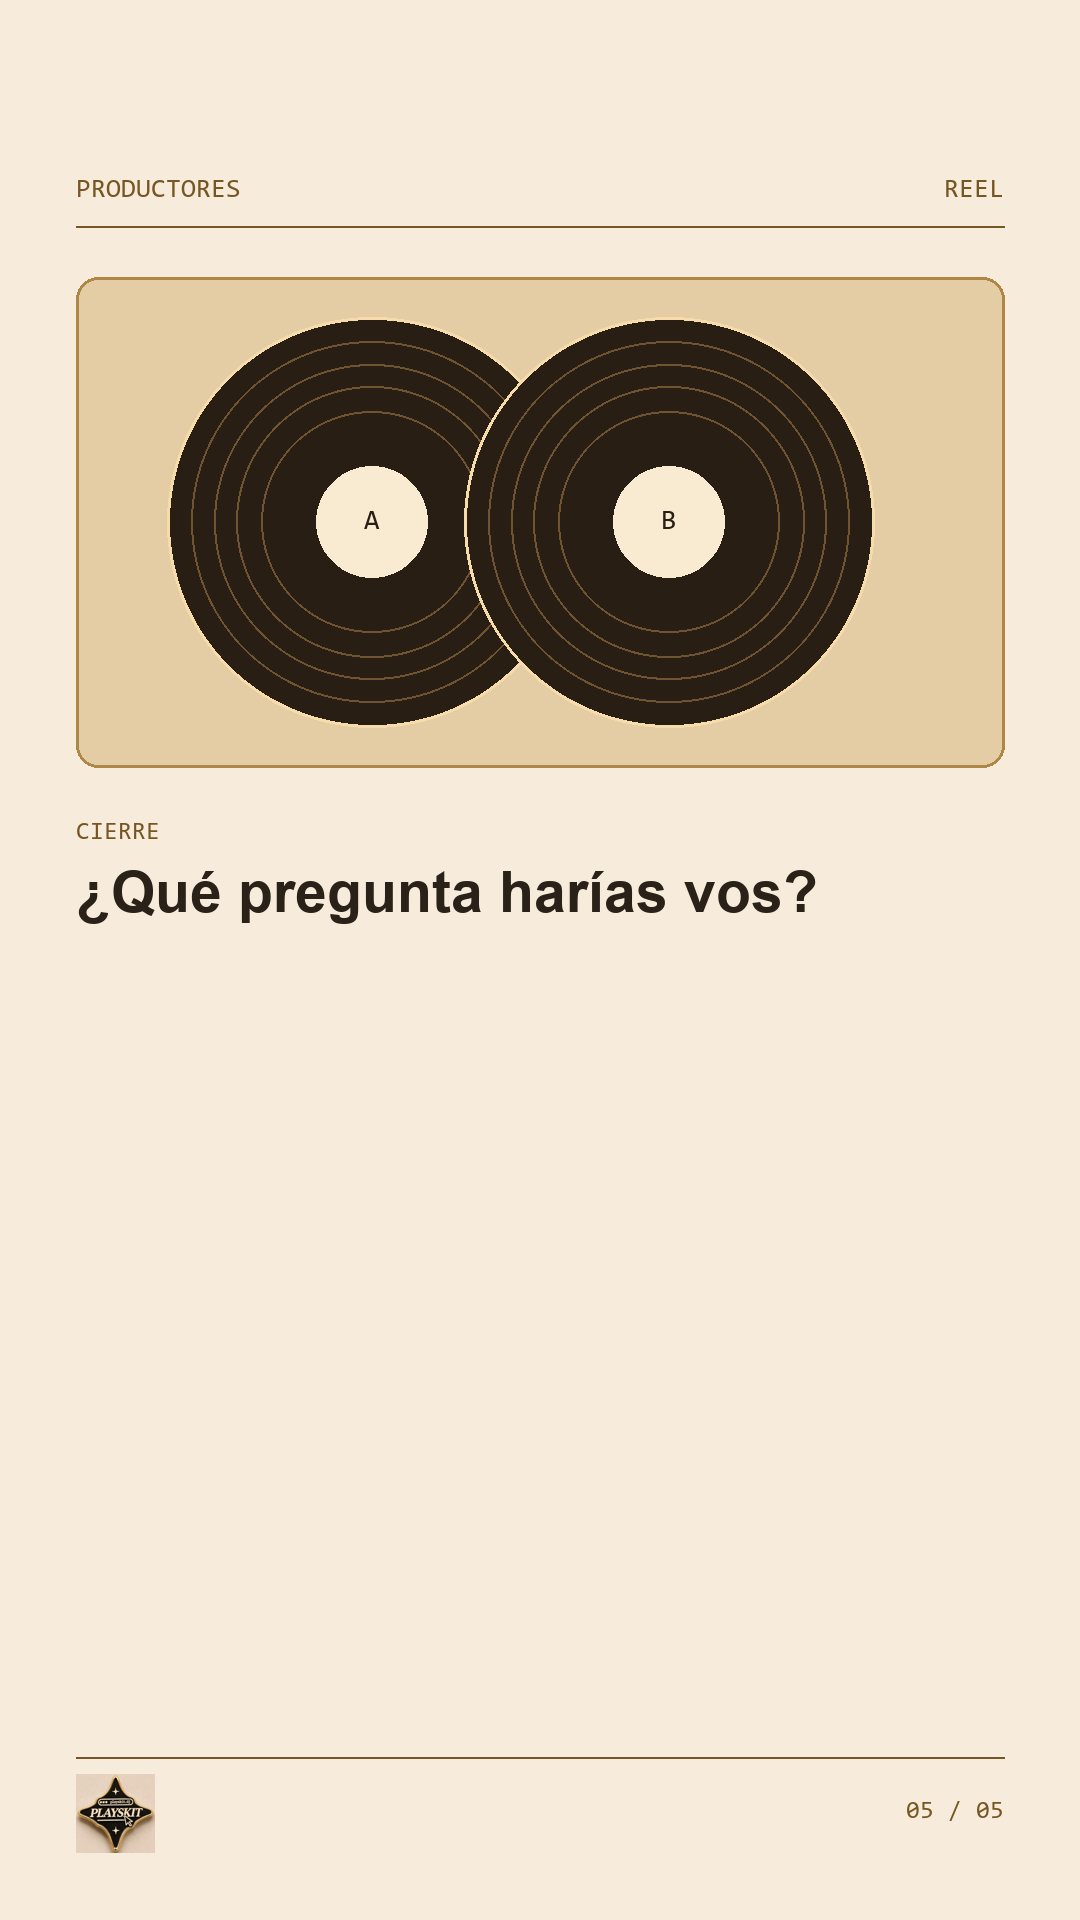 PRODUCTORES
REEL
A
B
CIERRE
¿Qué pregunta harías vos?
PLAYSKIT
05 / 05